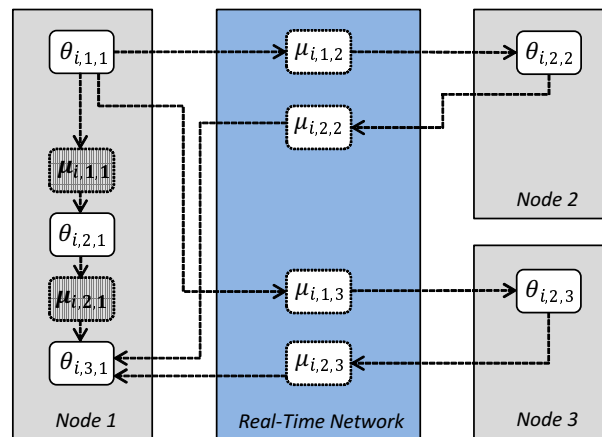 θi,1,1
μi,1,2
θi,2,2
μi,2,2
μi,1,1
Node 2
θi,2,1
μi,2,1
μi,1,3
θi,2,3
θi,3,1
μi,2,3
Node 1
Real-Time Network
Node 3